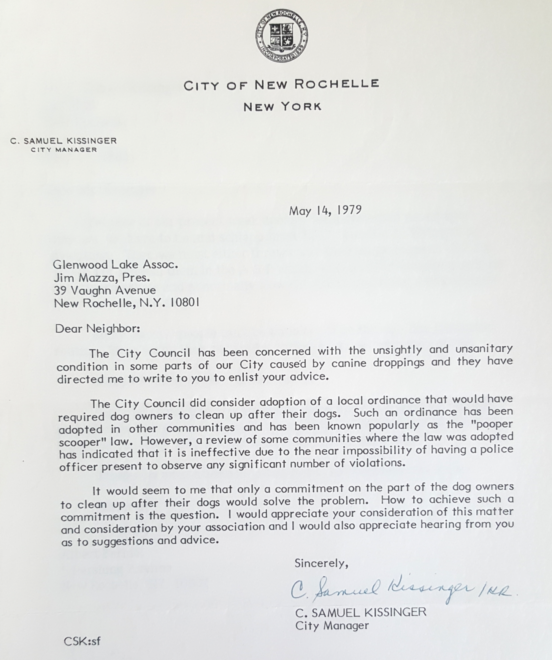 CITY OF NEW ROCHELLE
NEW YORK
C. SAMUEL KISSINGER
CITY MANAGER
May 14, 1979
Glenwood Lake Assoc.
Jim Mazza, Pres.
39 Vaughn Avenue
New Rochelle, N.Y. 10801
Dear Neighbor:
The City Council has been concerned with the unsightly and unsanitary
condition in some parts of our City caused by canine droppings and they have
directed me to write to you to enlist your advice.
The City Council did consider adoption of a local ordinance that would have
required dog owners to clean up after their dogs. Such an ordinance has been
adopted in other communities and has been known popularly as the "pooper
scooper" law. However, a review of some communities where the law was adopted
has indicated that it is ineffective due to the near impossibility of having a police
officer present to observe any significant number of violations.
It would seem to me that only a commitment on the part of the dog owners
to clean up after their dogs would solve the problem. How to achieve such a
commitment is the question. I would appreciate your consideration of this matter
and consideration by your association and I would also appreciate hearing from you
as to suggestions and advice.
Sincerely,
C. Samuel Kissinger
C. SAMUEL KISSINGER
City Manager
CSK:sf